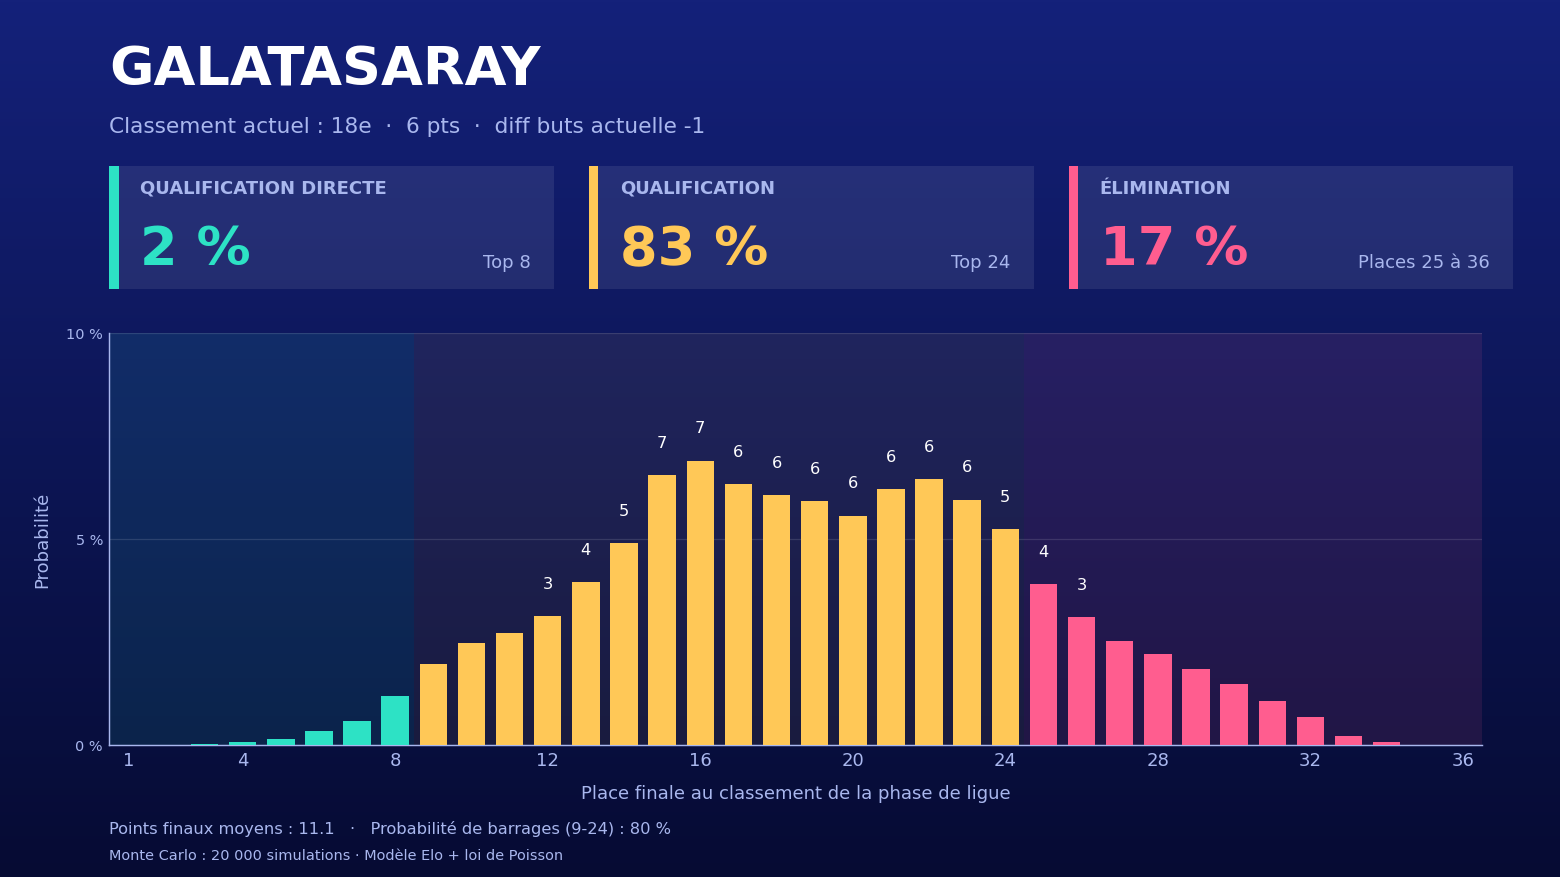 GALATASARAY
Classement actuel : 18e · 6 pts · diff buts actuelle -1
QUALIFICATION DIRECTE
2 %
Top 8
QUALIFICATION
83 %
Top 24
ÉLIMINATION
17 %
Places 25 à 36
10 %
5 %
0 %
Probabilité
3
4
5
7
7
6
6
6
6
6
6
6
5
4
3
1
4
8
12
16
20
24
28
32
36
Place finale au classement de la phase de ligue
Points finaux moyens : 11.1 · Probabilité de barrages (9-24) : 80 %
Monte Carlo : 20 000 simulations · Modèle Elo + loi de Poisson